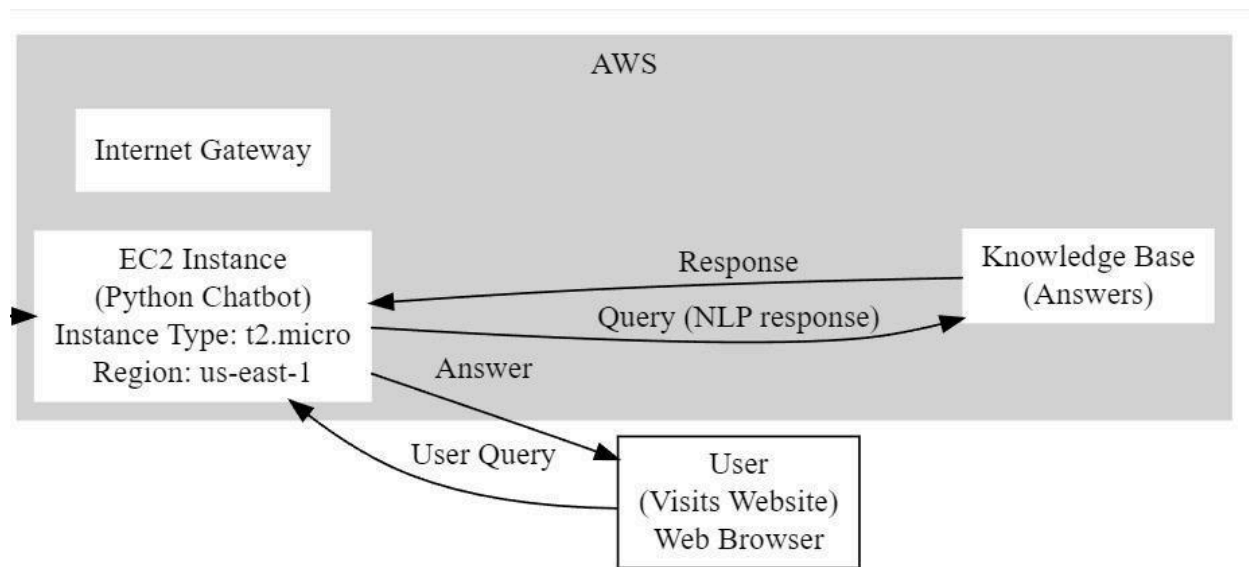 AWS
Internet Gateway
EC2 Instance
(Python Chatbot)
Instance Type: t2.micro
Region: us-east-1
Response
Query (NLP response)
Knowledge Base
(Answers)
Answer
User Query
User
(Visits Website)
Web Browser